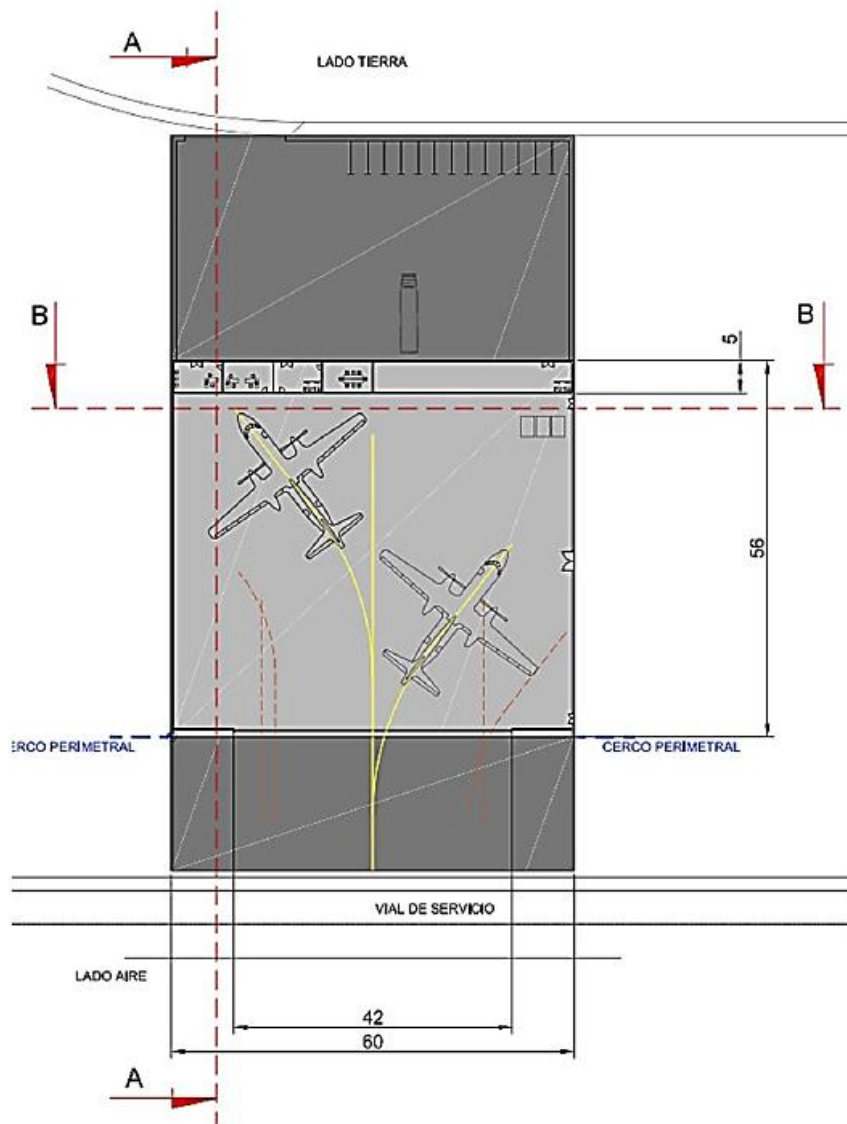 A
LADO TIERRA
B
B
5
56
ERCO PERIMETRAL
CERCO PERIMETRAL
VIAL DE SERVICIO
LADO AIRE
42
60
A